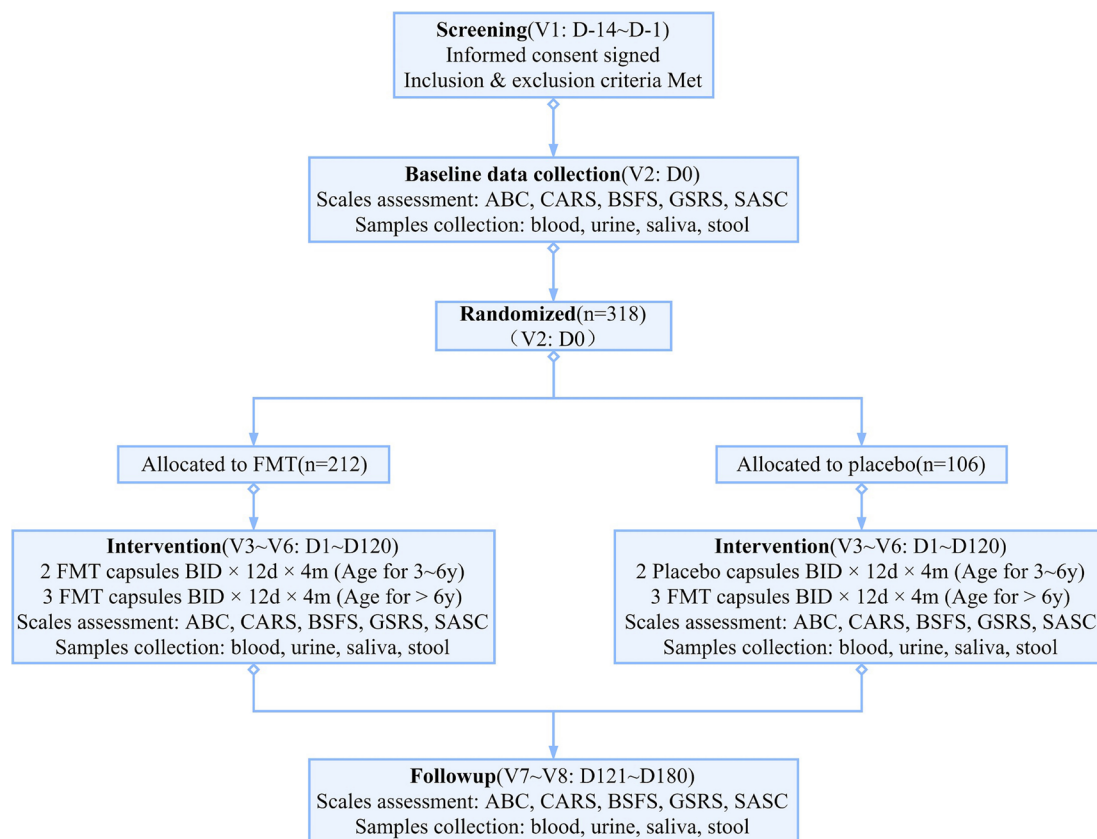 Screening(V1: D-14~D-1)
Informed consent signed
Inclusion & exclusion criteria Met
Baseline data collection(V2: D0)
Scales assessment: ABC, CARS, BSFS, GSRS, SASC
Samples collection: blood, urine, saliva, stool
Randomized(n=318)
（V2: D0）
Allocated to FMT(n=212)
Allocated to placebo(n=106)
Intervention(V3~V6: D1~D120)
2 FMT capsules BID × 12d × 4m (Age for 3~6y)
3 FMT capsules BID × 12d × 4m (Age for > 6y)
Scales assessment: ABC, CARS, BSFS, GSRS, SASC
Samples collection: blood, urine, saliva, stool
Intervention(V3~V6: D1~D120)
2 Placebo capsules BID × 12d × 4m (Age for 3~6y)
3 FMT capsules BID × 12d × 4m (Age for > 6y)
Scales assessment: ABC, CARS, BSFS, GSRS, SASC
Samples collection: blood, urine, saliva, stool
Followup(V7~V8: D121~D180)
Scales assessment: ABC, CARS, BSFS, GSRS, SASC
Samples collection: blood, urine, saliva, stool